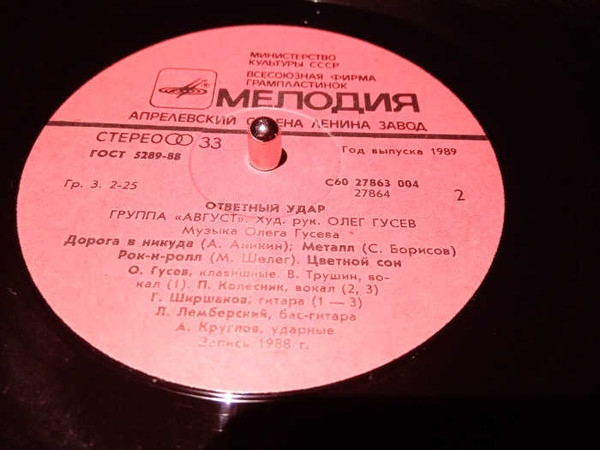 МИНИСТЕРСТВО
КУЛЬТУРЫ СССР
ВСЕСОЮЗНАЯ ФИРМА
ГРАМПЛАСТИНОК
МЕЛОДИЯ
АПРЕЛЕВСКИЙ ОРДЕНА ЛЕНИНА ЗАВОД
СТЕРЕО 33
ГОСТ 5289-88
Год выпуска 1989
Гр. 3. 2-25
С60 27863 004
27864
2
ОТВЕТНЫЙ УДАР
ГРУППА «АВГУСТ». Худ. рук. ОЛЕГ ГУСЕВ
Музыка Олега Гусева
Дорога в никуда (А. Аникин); Металл (С. Борисов)
Рок-н-ролл (М. Шелег). Цветной сон
О. Гусев, клавишные. В. Трушин, во-
кал (1). П. Колесник, вокал (2, 3)
Г. Ширшаков, гитара (1 — 3)
Л. Лемберский, бас-гитара
А. Круглов, ударные
Запись 1988 г.